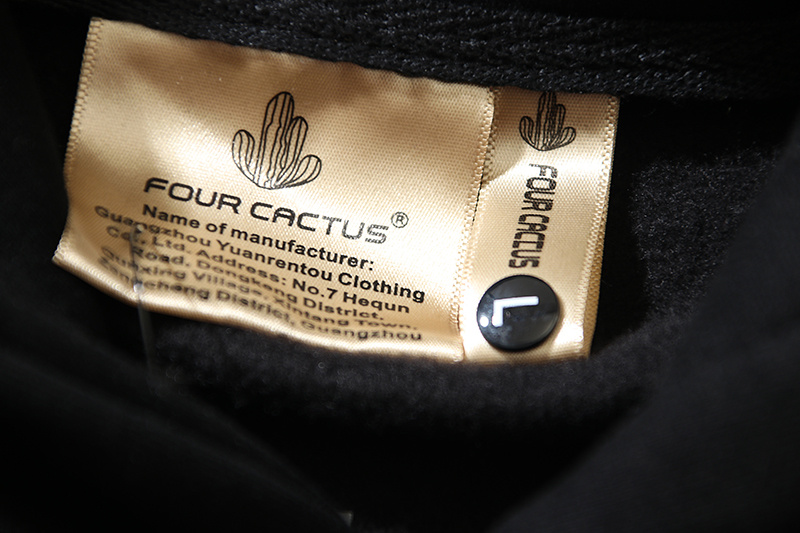 FOUR CACTUS®
Name of manufacturer:
Guangzhou Yuanrentou Clothing
Co., Ltd. Address: No.7 Hequn
Road, Dongkeng District,
Village, Xintang Town,
District, Guangzhou
FOUR CACTUS
L